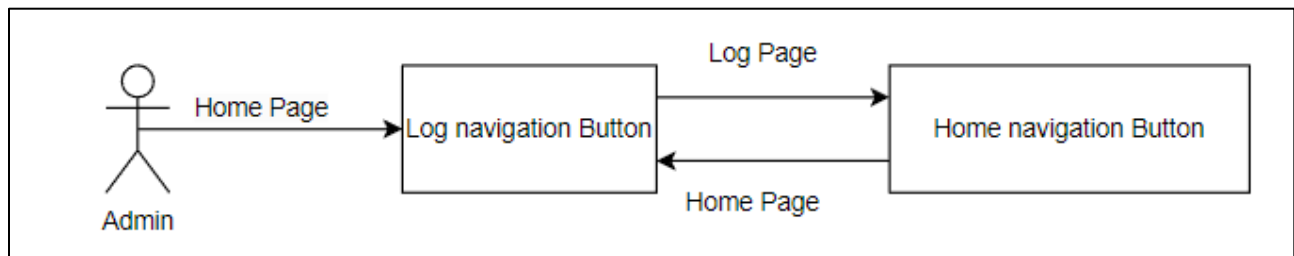 Log Page
Home Page
Log navigation Button
Home navigation Button
Home Page
Admin